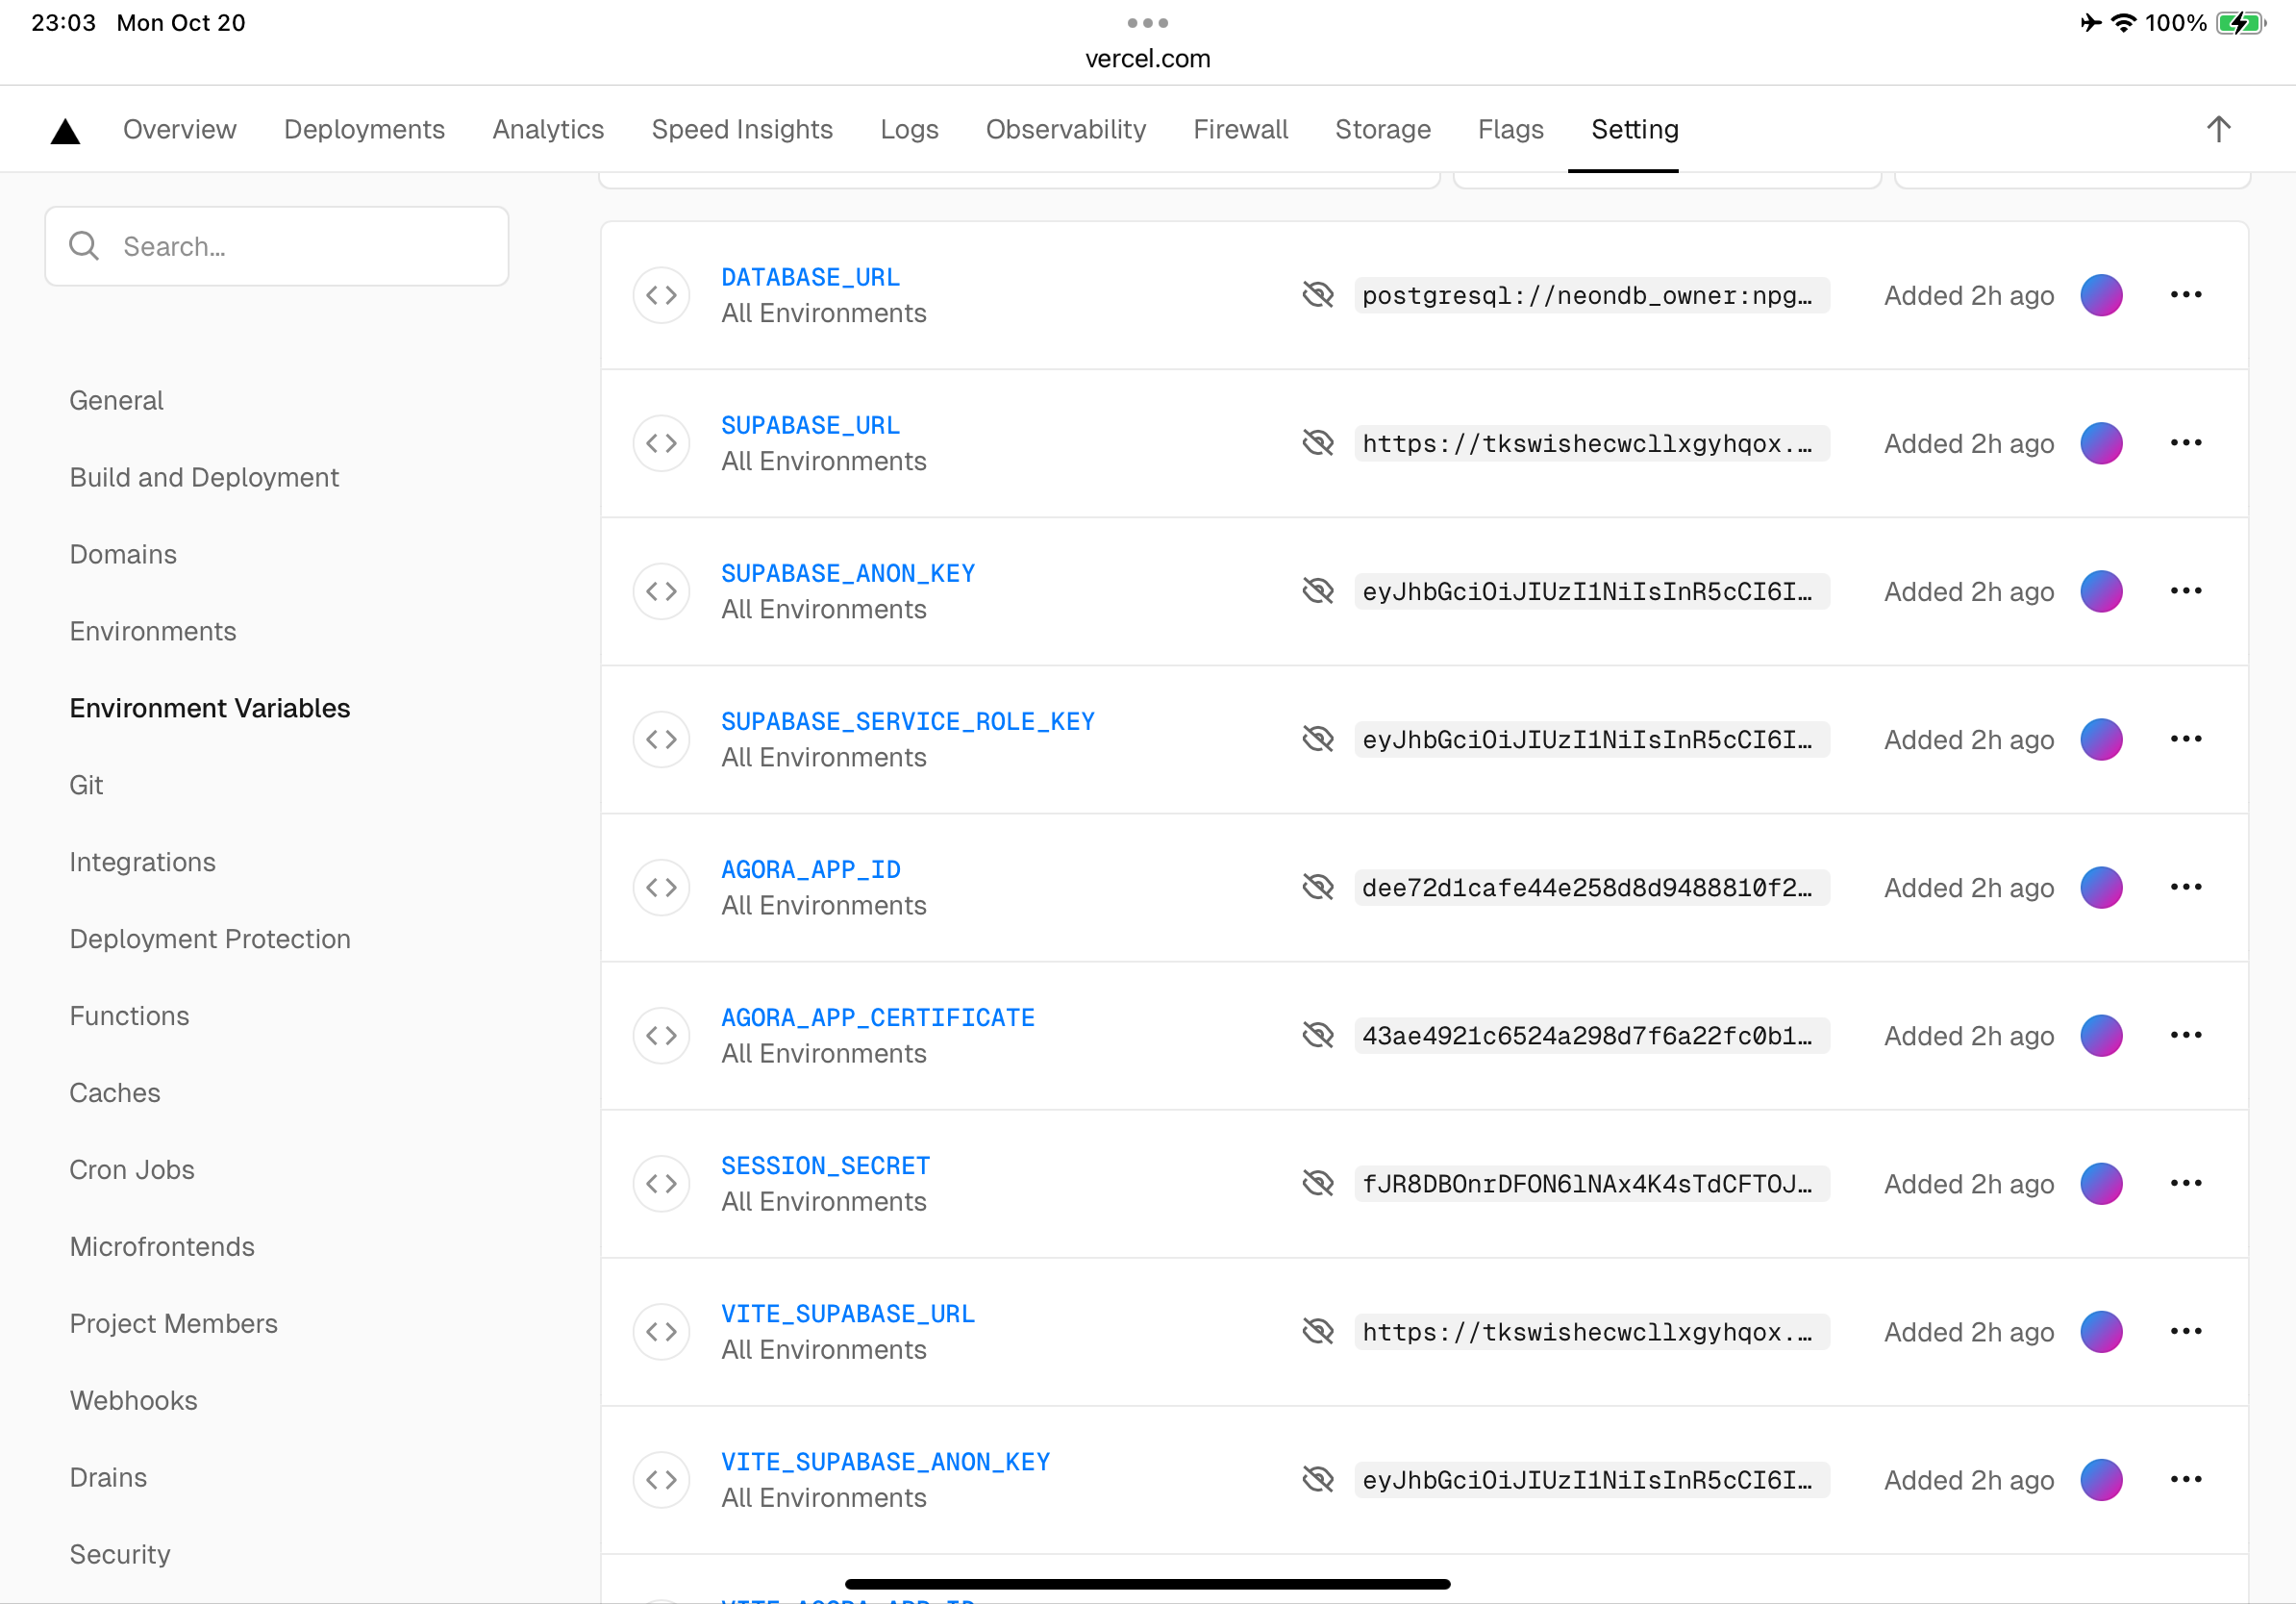 23:03 Mon Oct 20
100%
vercel.com
Overview Deployments Analytics Speed Insights Logs Observability Firewall Storage Flags Setting
Search...
General
Build and Deployment
Domains
Environments
Environment Variables
Git
Integrations
Deployment Protection
Functions
Caches
Cron Jobs
Microfrontends
Project Members
Webhooks
Drains
Security
DATABASE_URL
All Environments
postgresql://neondb_owner:npg…
Added 2h ago
SUPABASE_URL
All Environments
https://tkswishecwcllxgyhqox.…
Added 2h ago
SUPABASE_ANON_KEY
All Environments
eyJhbGciOiJIUzI1NiIsInR5cCI6I…
Added 2h ago
SUPABASE_SERVICE_ROLE_KEY
All Environments
eyJhbGciOiJIUzI1NiIsInR5cCI6I…
Added 2h ago
AGORA_APP_ID
All Environments
dee72d1cafe44e258d8d9488810f2…
Added 2h ago
AGORA_APP_CERTIFICATE
All Environments
43ae4921c6524a298d7f6a22fc0b1…
Added 2h ago
SESSION_SECRET
All Environments
fJR8DBOnrDFON6lNAx4K4sTdCFTOJ…
Added 2h ago
VITE_SUPABASE_URL
All Environments
https://tkswishecwcllxgyhqox.…
Added 2h ago
VITE_SUPABASE_ANON_KEY
All Environments
eyJhbGciOiJIUzI1NiIsInR5cCI6I…
Added 2h ago
VITE_AGORA_APP_ID